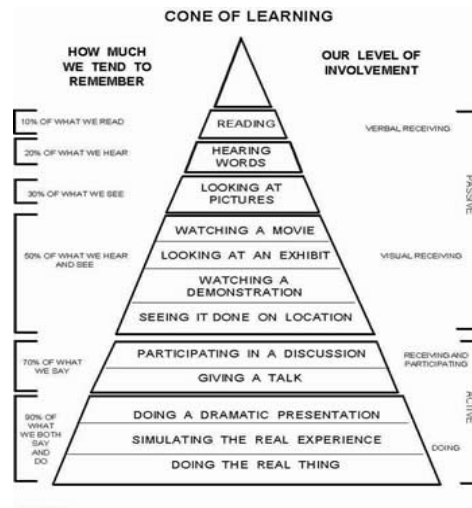 CONE OF LEARNING
HOW MUCH
WE TEND TO
REMEMBER
OUR LEVEL OF
INVOLVEMENT
10% OF WHAT WE READ
READING
VERBAL RECEIVING
20% OF WHAT WE HEAR
HEARING
WORDS
30% OF WHAT WE SEE
LOOKING AT
PICTURES
PASSIVE
50% OF WHAT WE HEAR
AND SEE
WATCHING A MOVIE
LOOKING AT AN EXHIBIT
WATCHING A
DEMONSTRATION
SEEING IT DONE ON LOCATION
VISUAL RECEIVING
70% OF WHAT
WE SAY
PARTICIPATING IN A DISCUSSION
GIVING A TALK
RECEIVING AND
PARTICIPATING
ACTIVE
90% OF
WHAT
WE BOTH
SAY
AND
DO
DOING A DRAMATIC PRESENTATION
SIMULATING THE REAL EXPERIENCE
DOING THE REAL THING
DOING